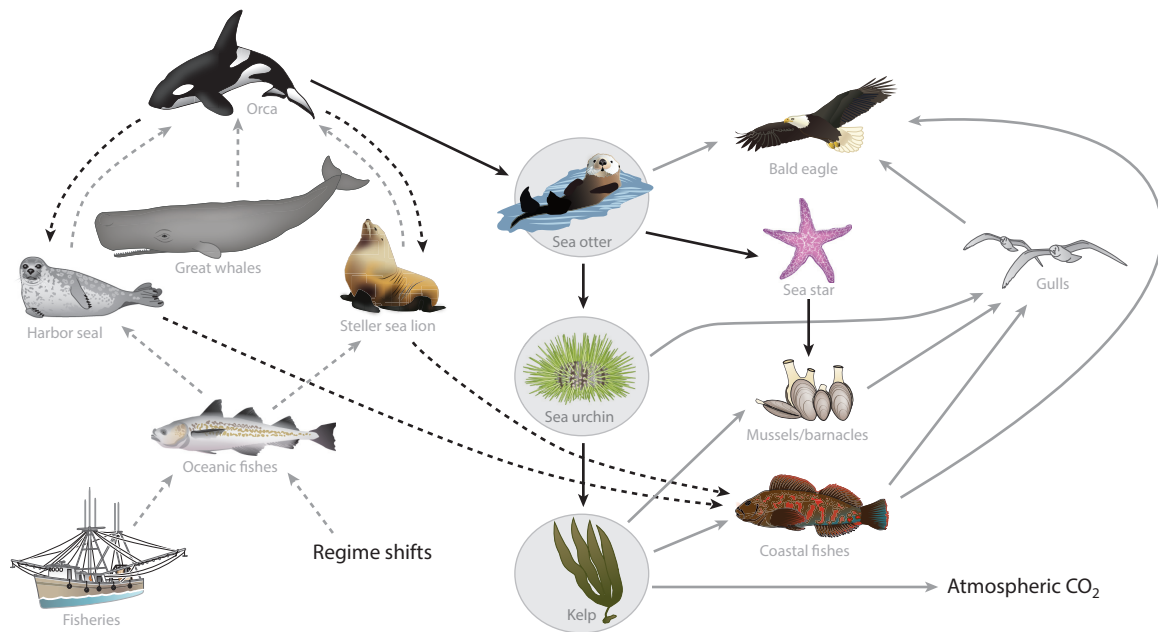 Orca
Bald eagle
Sea otter
Great whales
Sea star
Gulls
Harbor seal
Steller sea lion
Sea urchin
Mussels/barnacles
Oceanic fishes
Regime shifts
Coastal fishes
Atmospheric CO₂
Kelp
Fisheries